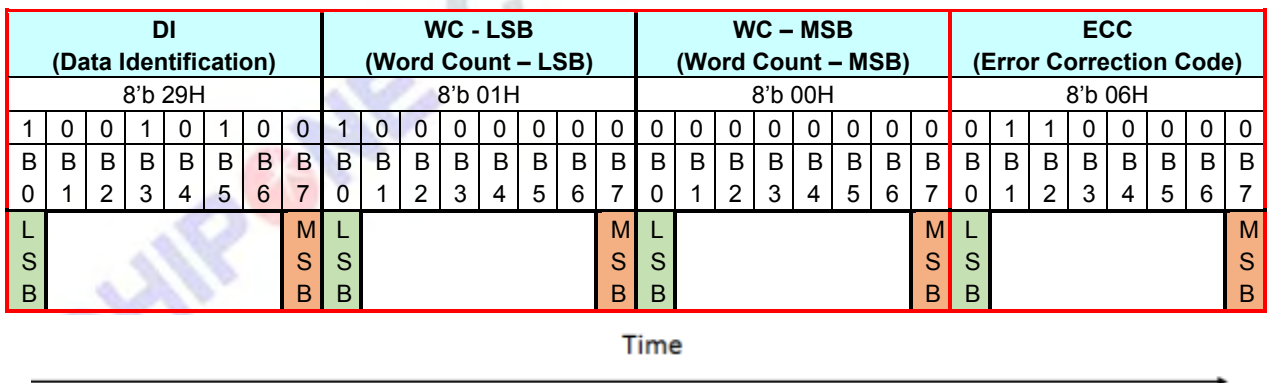 DI WC - LSB WC – MSB ECC
(Data Identification) (Word Count – LSB) (Word Count – MSB) (Error Correction Code)
8’b 29H 8’b 01H 8’b 00H 8’b 06H
1 0 0 1 0 1 0 0 1 0 0 0 0 0 0 0 0 0 0 0 0 0 0 0 0 1 1 0 0 0 0 0
B B B B B B B B B B B B B B B B B B B B B B B B B B B B B B B B
0 1 2 3 4 5 6 7 0 1 2 3 4 5 6 7 0 1 2 3 4 5 6 7 0 1 2 3 4 5 6 7
L M L M L M L M
S S S S S S S S
B B B B B B B B
Time